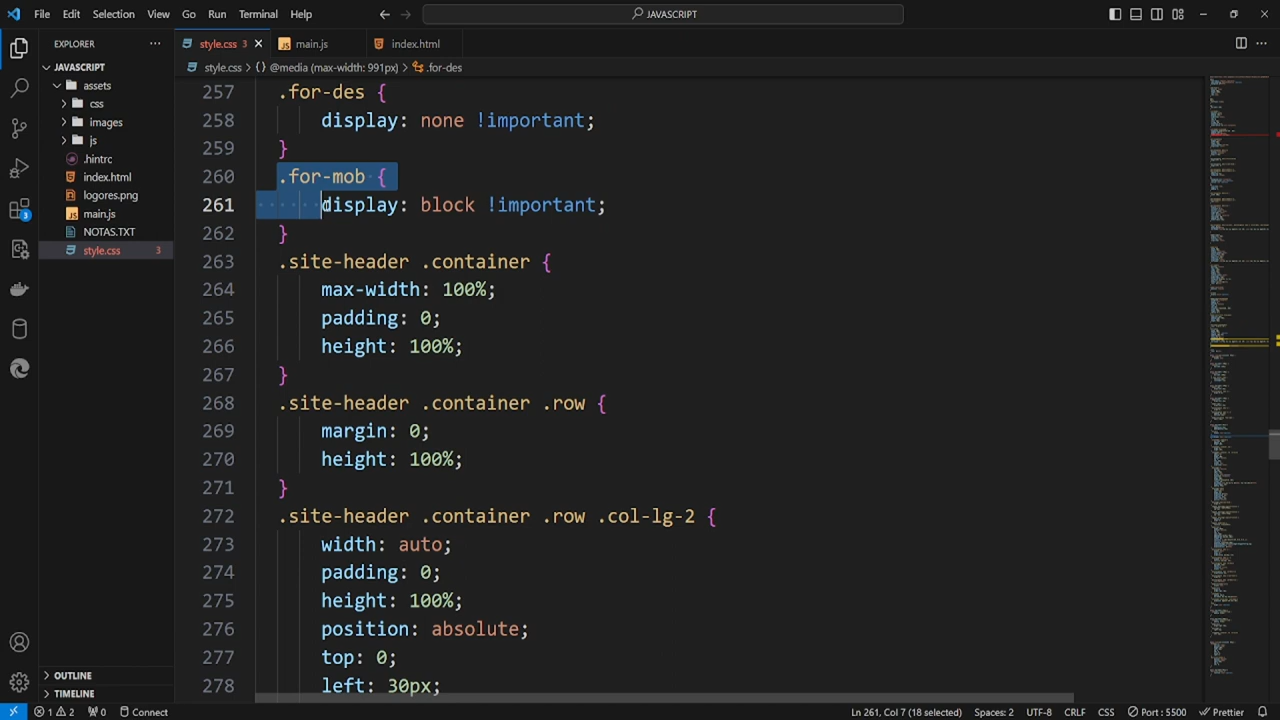 File Edit Selection View Go Run Terminal Help
JAVASCRIPT
EXPLORER
style.css 3
main.js
index.html
JAVASCRIPT
style.css > {} @media (max-width: 991px) > .for-des
assets
css
images
js
.hintrc
index.html
logores.png
main.js
NOTAS.TXT
style.css 3
3
257 .for-des {
258 display: none !important;
259 }
260 .for-mob {
261 display: block !important;
262 }
263 .site-header .container {
264 max-width: 100%;
265 padding: 0;
266 height: 100%;
267 }
268 .site-header .container .row {
269 margin: 0;
270 height: 100%;
271 }
272 .site-header .container .row .col-lg-2 {
273 width: auto;
274 padding: 0;
275 height: 100%;
276 position: absolute;
277 top: 0;
278 left: 30px;
OUTLINE
TIMELINE
1 2 0 Connect Ln 261, Col 7 (18 selected) Spaces: 2 UTF-8 CRLF CSS Port : 5500 Prettier